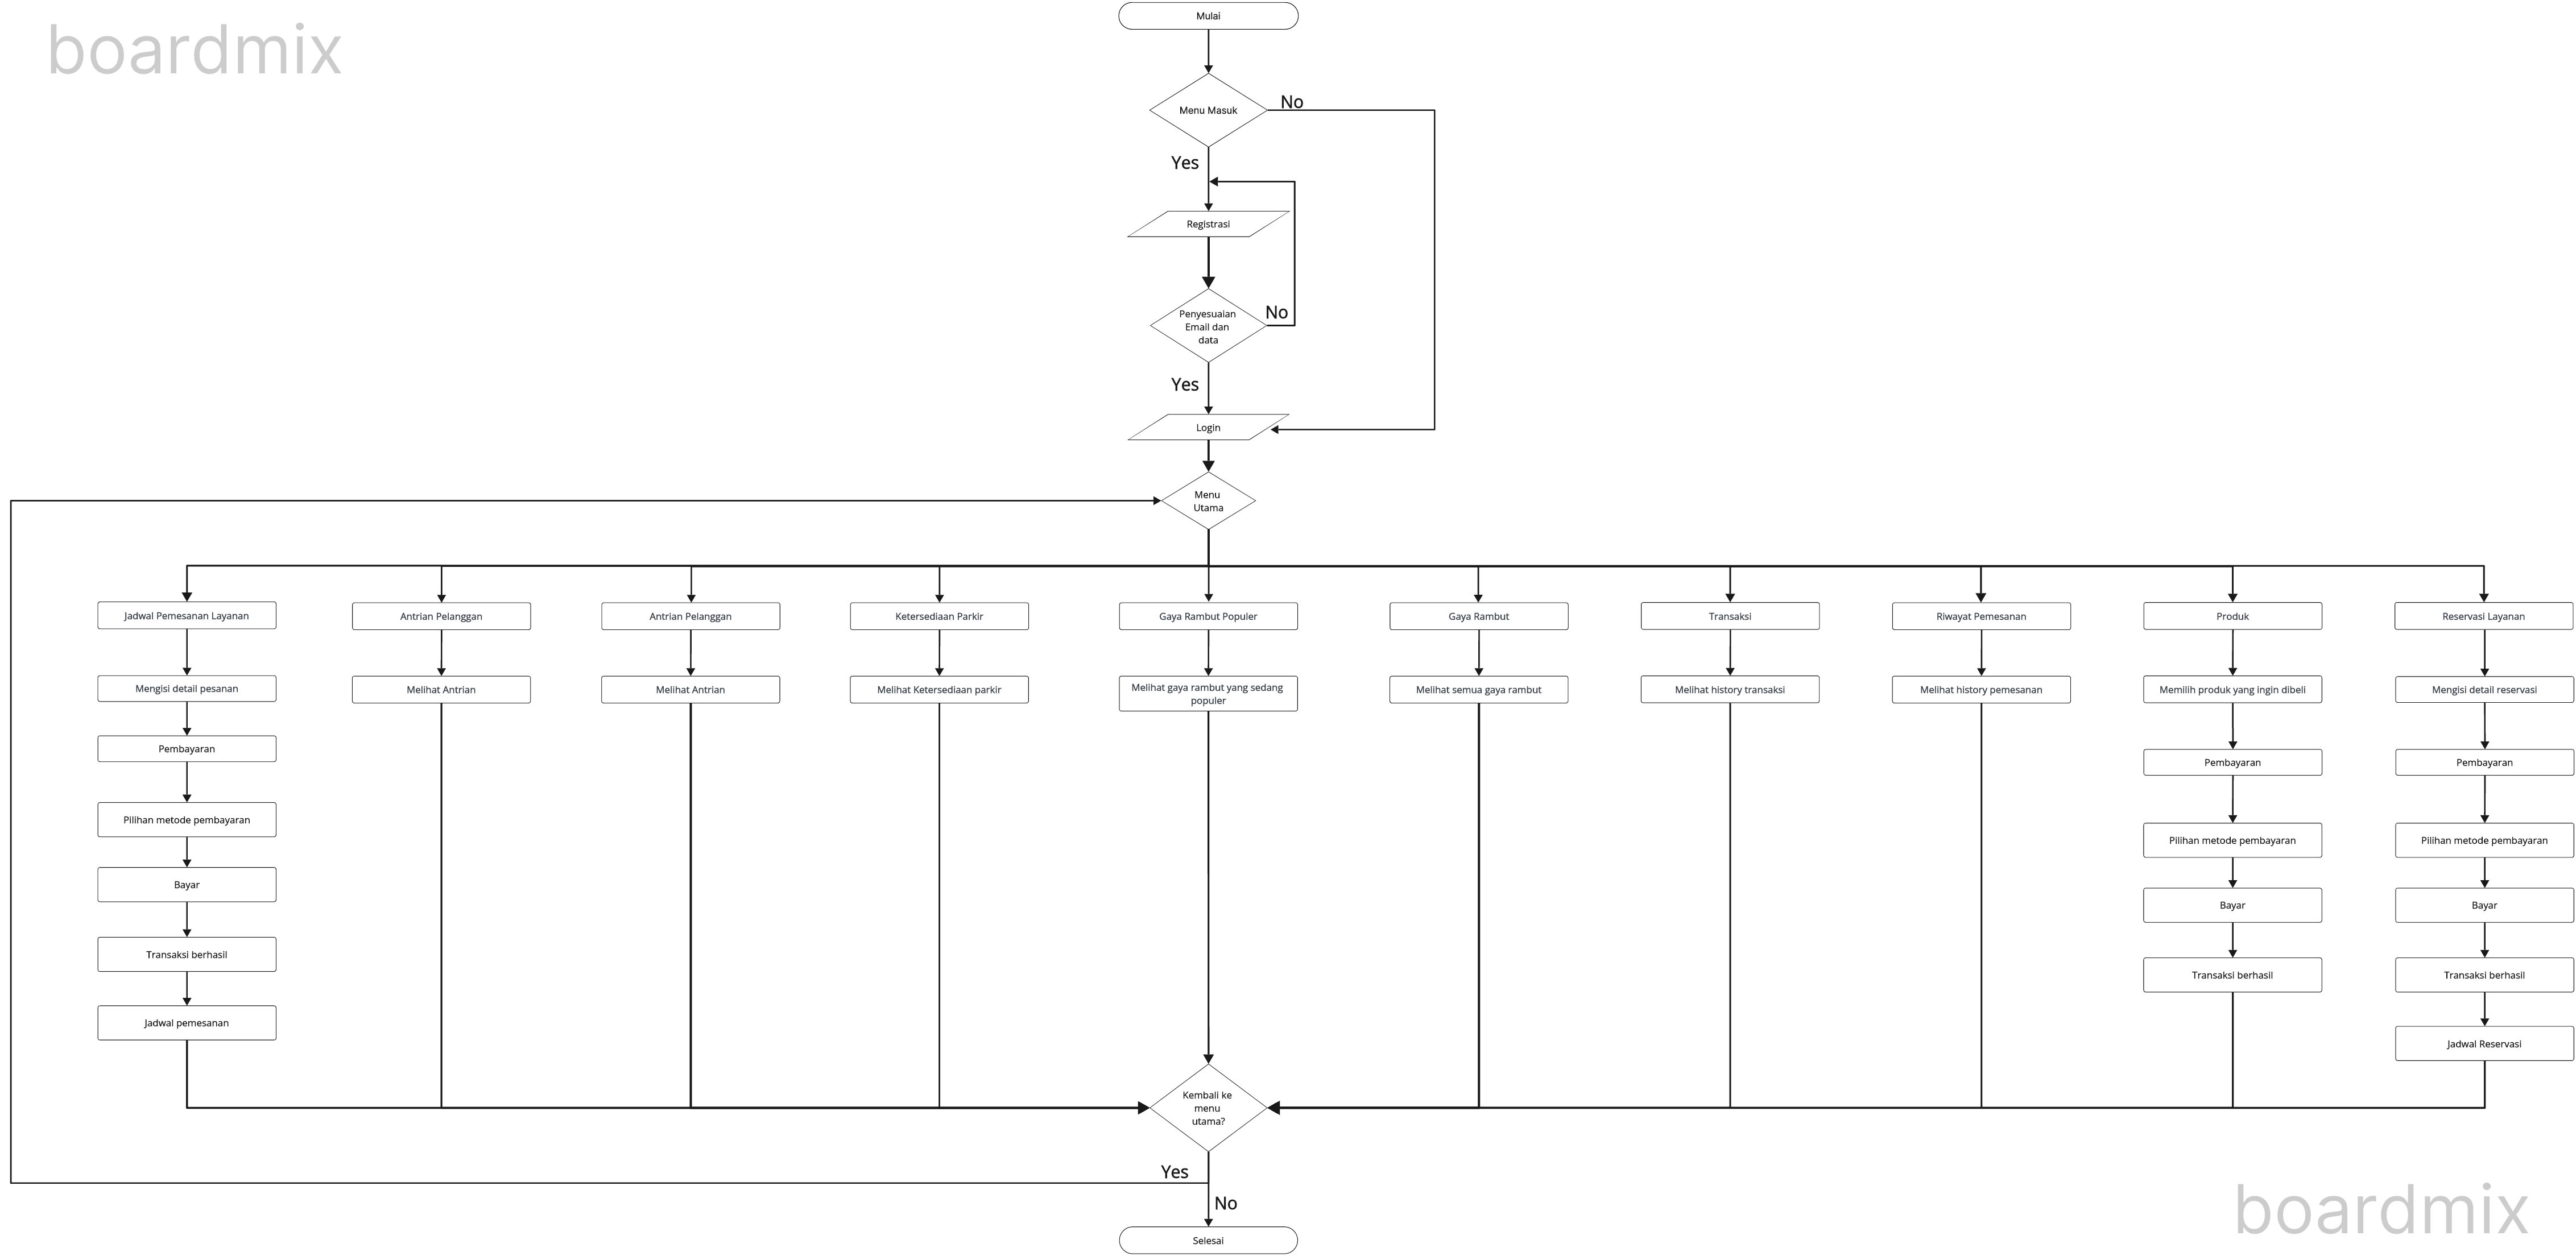 boardmix
Mulai
Menu Masuk
No
Yes
Registrasi
Penyesuaian
Email dan
data
No
Yes
Login
Menu
Utama
Jadwal Pemesanan Layanan
Antrian Pelanggan
Antrian Pelanggan
Ketersediaan Parkir
Gaya Rambut Populer
Gaya Rambut
Transaksi
Riwayat Pemesanan
Produk
Reservasi Layanan
Mengisi detail pesanan
Melihat Antrian
Melihat Antrian
Melihat Ketersediaan parkir
Melihat gaya rambut yang sedang
populer
Melihat semua gaya rambut
Melihat history transaksi
Melihat history pemesanan
Memilih produk yang ingin dibeli
Mengisi detail reservasi
Pembayaran
Pembayaran
Pembayaran
Pilihan metode pembayaran
Pilihan metode pembayaran
Pilihan metode pembayaran
Bayar
Bayar
Bayar
Transaksi berhasil
Transaksi berhasil
Transaksi berhasil
Jadwal pemesanan
Jadwal Reservasi
Kembali ke
menu
utama?
Yes
No
Selesai
boardmix